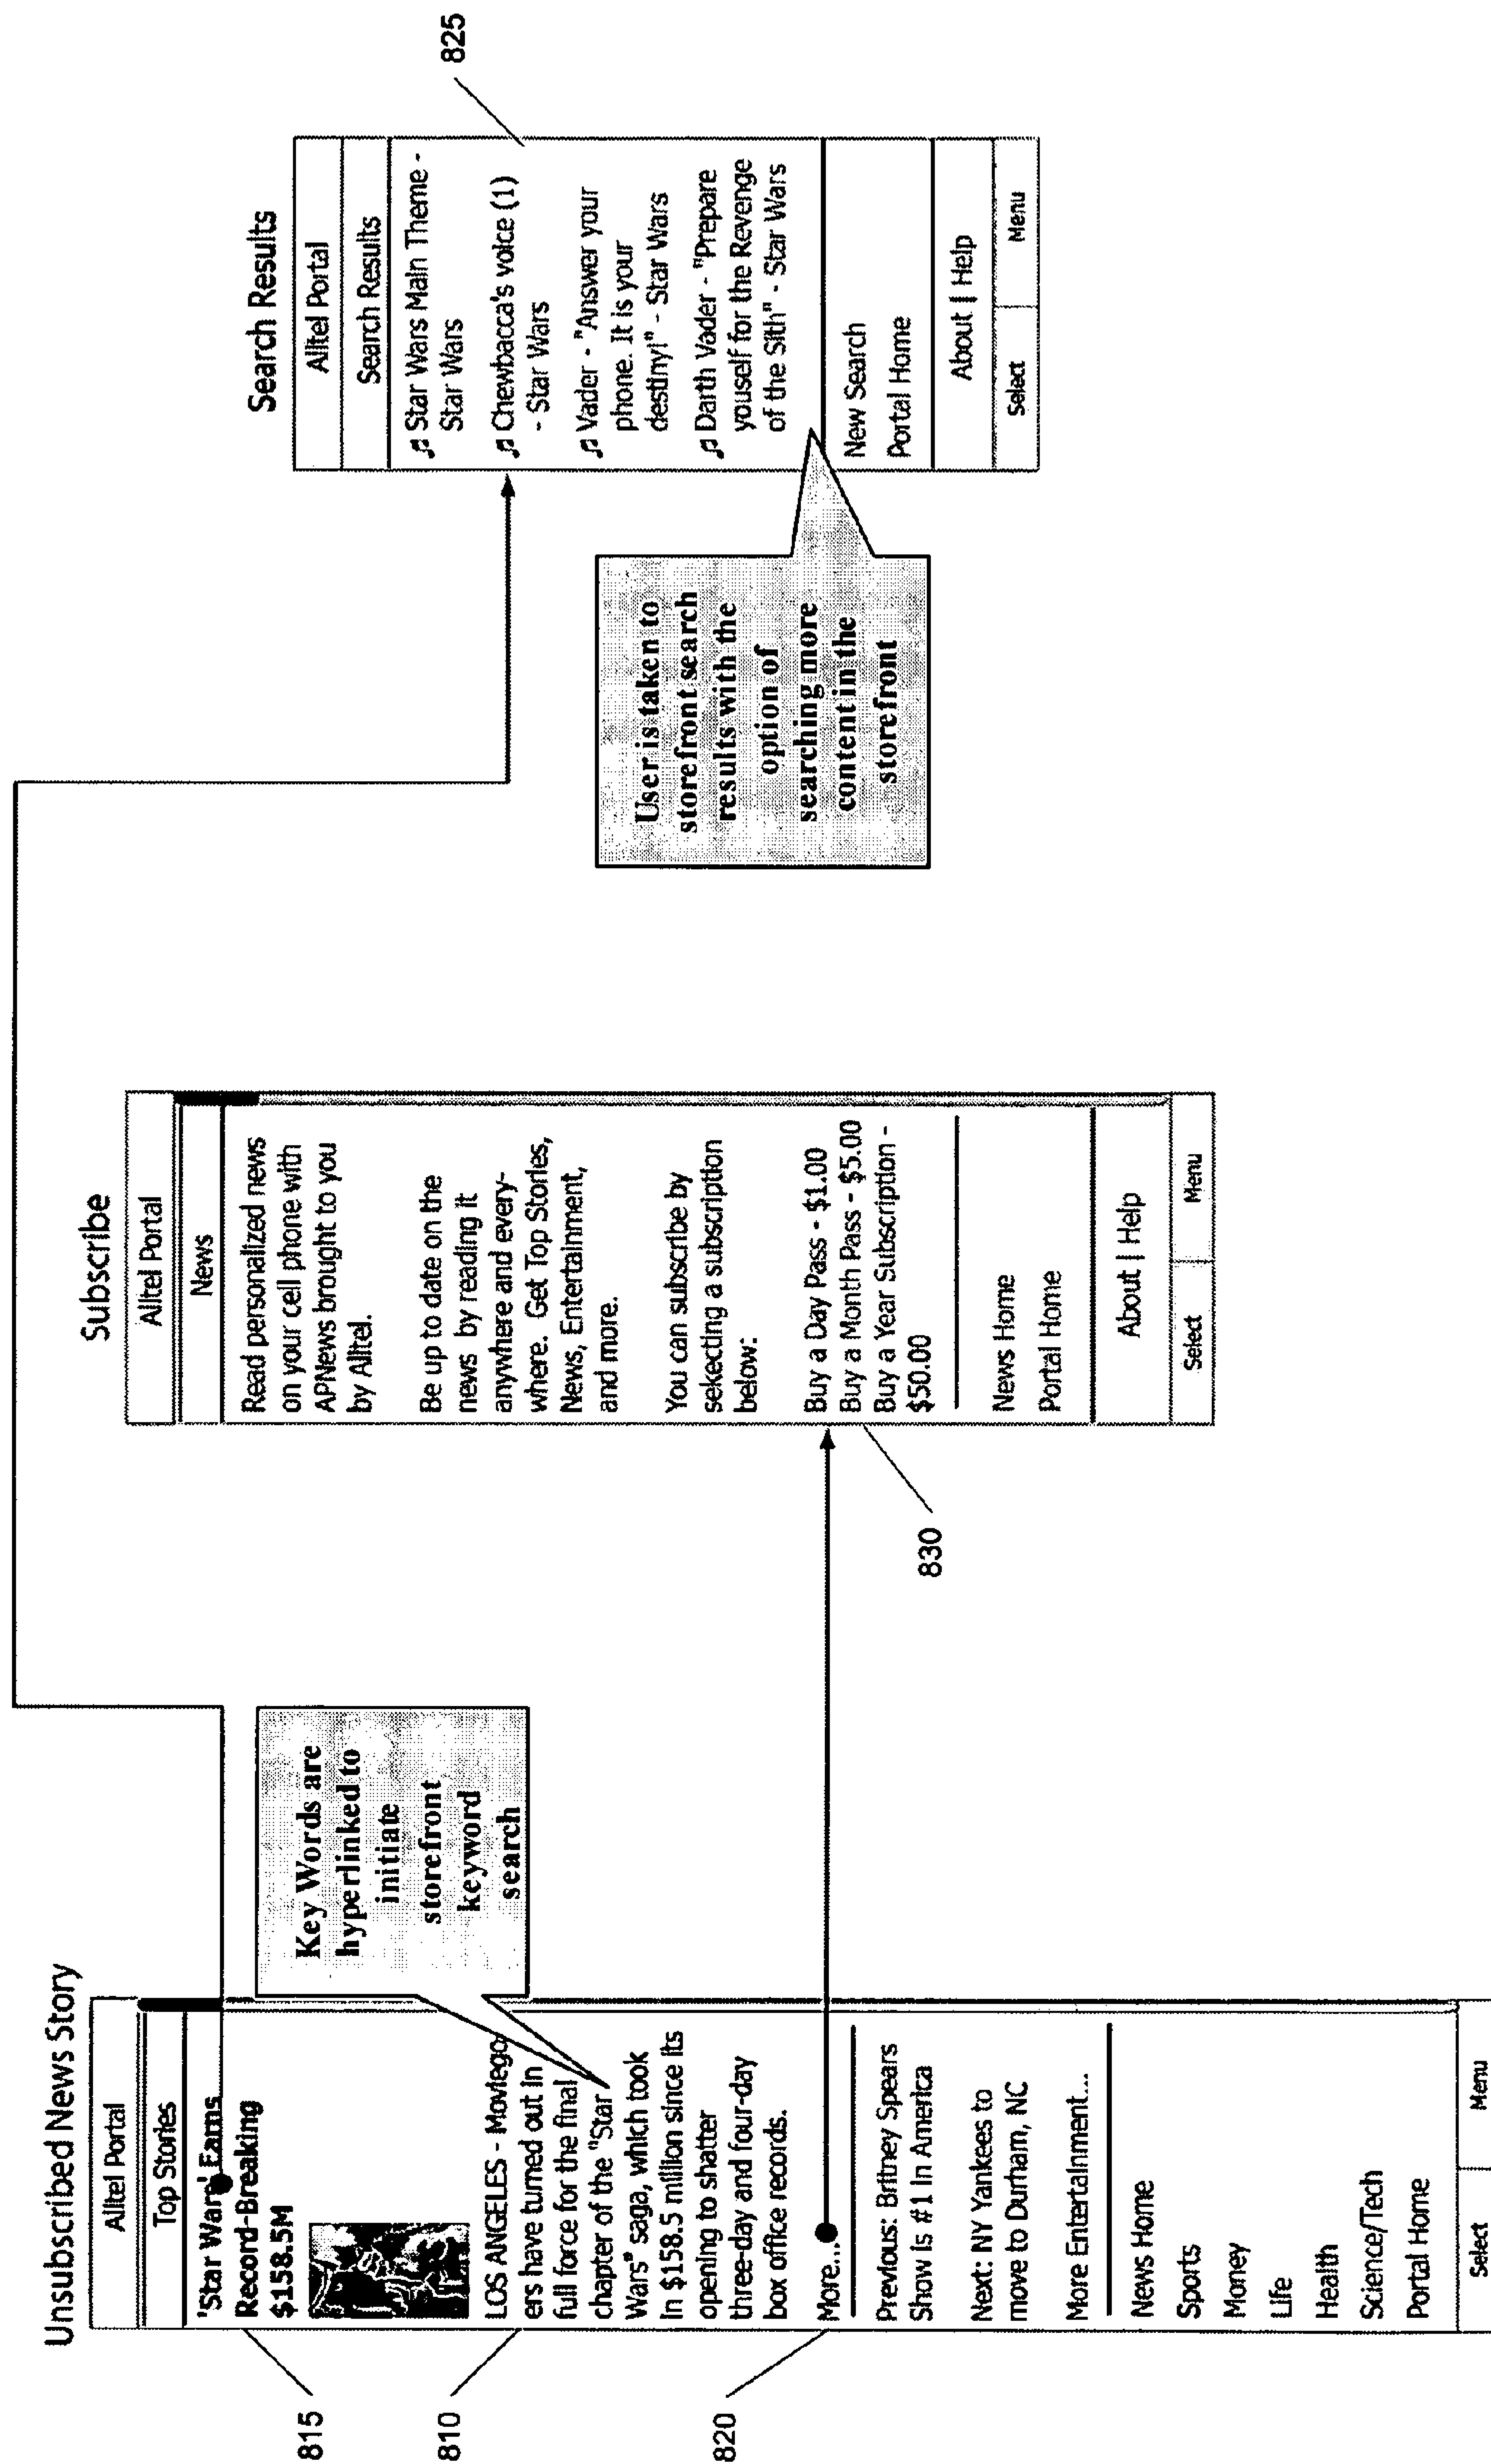 Unsubscribed News Story
Alltel Portal
Top Stories
'Star Wars' Earns
Record-Breaking
$158.5M
LOS ANGELES - Moviego
ers have turned out in
full force for the final
chapter of the "Star
Wars" saga, which took
in $158.5 million since its
opening to shatter
three-day and four-day
box office records.
More...
Previous: Britney Spears
Show is #1 in America
Next: NY Yankees to
move to Durham, NC
More Entertainment...
News Home
Sports
Money
Life
Health
Science/Tech
Portal Home
Select
Menu
815
810
820
Key Words are
hyperlinked to
initiate
storefront
keyword
search
Subscribe
Alltel Portal
News
Read personalized news
on your cell phone with
APNews brought to you
by Alltel.
Be up to date on the
news by reading it
anywhere and every-
where. Get Top Stories,
News, Entertainment,
and more.
You can subscribe by
sekecting a subscription
below:
Buy a Day Pass - $1.00
Buy a Month Pass - $5.00
Buy a Year Subscription -
$50.00
News Home
Portal Home
About | Help
Select
Menu
830
User is taken to
storefront search
results with the
option of
searching more
content in the
storefront
Search Results
Alltel Portal
Search Results
♫ Star Wars Main Theme -
Star Wars
♫ Chewbacca's voice (1)
- Star Wars
♫ Vader - "Answer your
phone. It is your
destiny!" - Star Wars
♫ Darth Vader - "Prepare
youself for the Revenge
of the Sith" - Star Wars
New Search
Portal Home
About | Help
Select
Menu
825